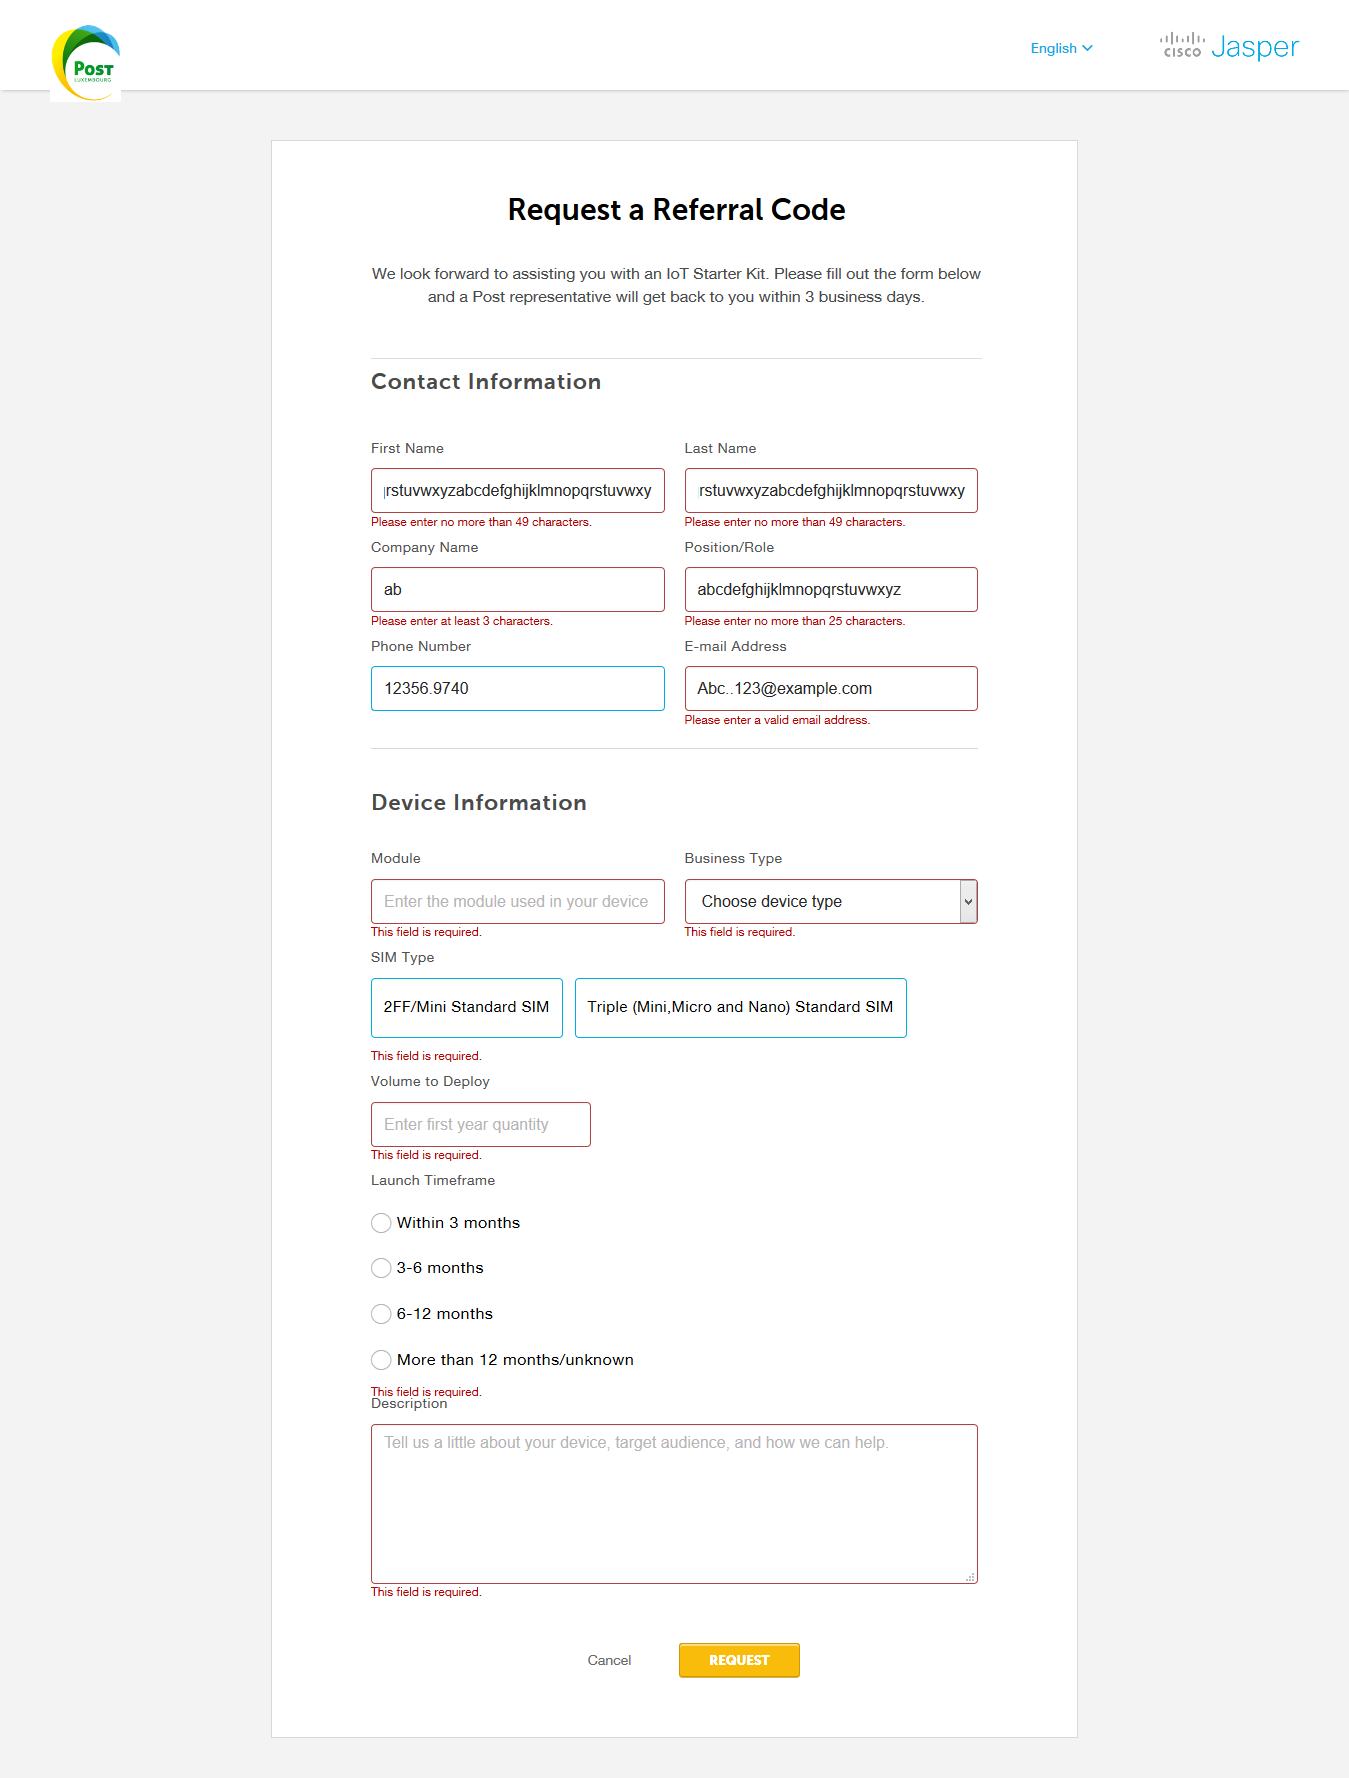 POST
LUXEMBOURG
English
CISCO Jasper
Request a Referral Code
We look forward to assisting you with an IoT Starter Kit. Please fill out the form below
and a Post representative will get back to you within 3 business days.
Contact Information
First Name Last Name
rstuvwxyzabcdefghijklmnopqrstuvwxy rstuvwxyzabcdefghijklmnopqrstuvwxy
Please enter no more than 49 characters. Please enter no more than 49 characters.
Company Name Position/Role
ab abcdefghijklmnopqrstuvwxyz
Please enter at least 3 characters. Please enter no more than 25 characters.
Phone Number E-mail Address
12356.9740 Abc..123@example.com
Please enter a valid email address.
Device Information
Module Business Type
Enter the module used in your device Choose device type
This field is required. This field is required.
SIM Type
2FF/Mini Standard SIM Triple (Mini,Micro and Nano) Standard SIM
This field is required.
Volume to Deploy
Enter first year quantity
This field is required.
Launch Timeframe
Within 3 months
3-6 months
6-12 months
More than 12 months/unknown
This field is required.
Description
Tell us a little about your device, target audience, and how we can help.
This field is required.
Cancel REQUEST